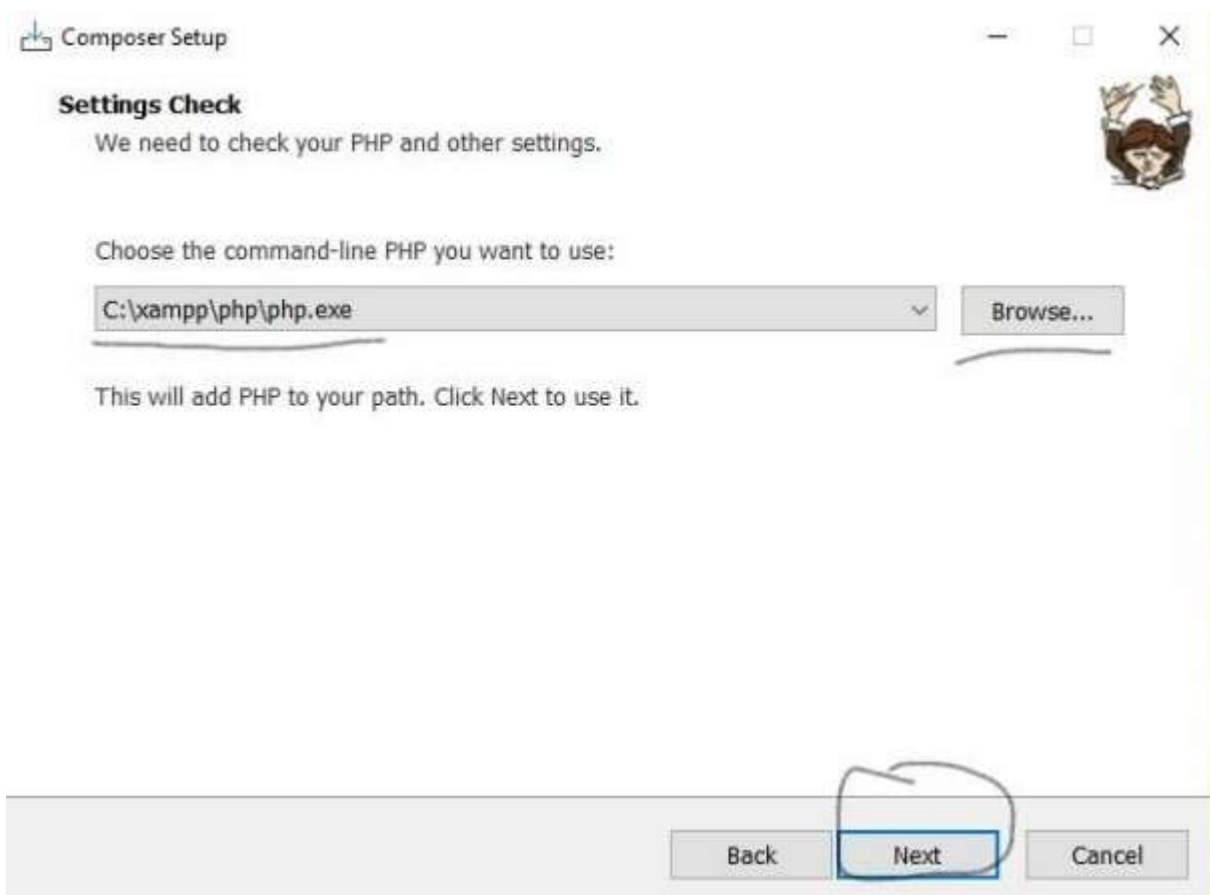 Composer Setup
Settings Check
We need to check your PHP and other settings.
Choose the command-line PHP you want to use:
C:\xampp\php\php.exe
Browse...
This will add PHP to your path. Click Next to use it.
Back
Next
Cancel